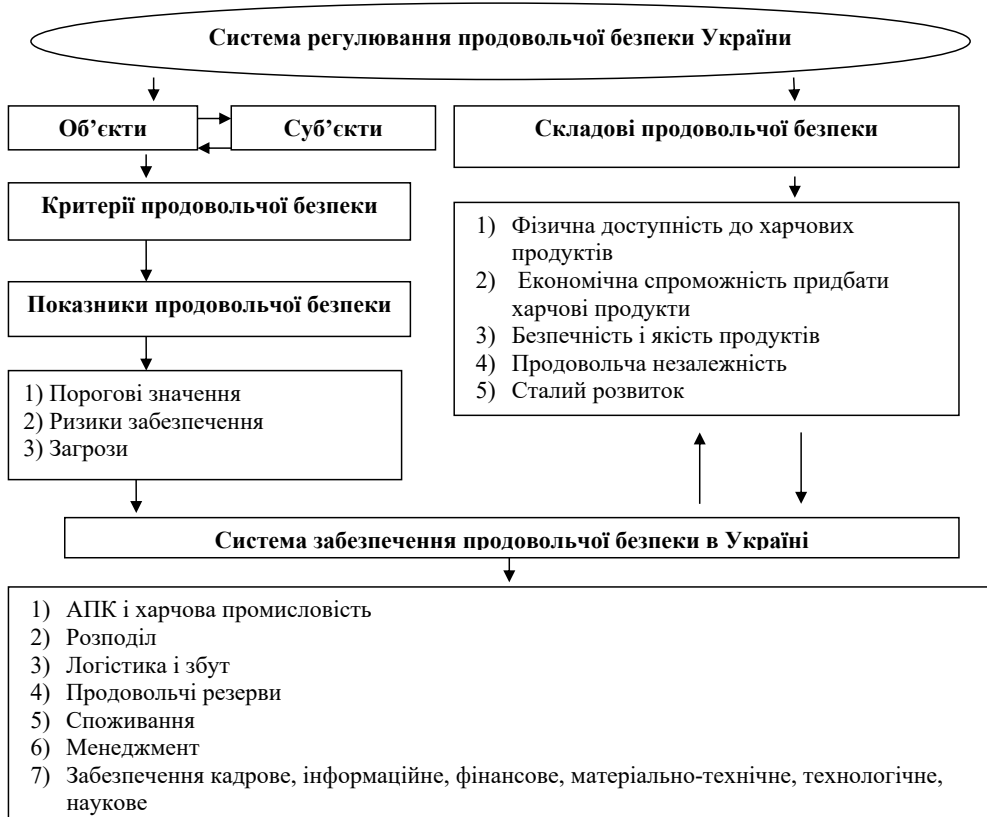 Система регулювання продовольчої безпеки України
Об’єкти
Суб’єкти
Складові продовольчої безпеки
Критерії продовольчої безпеки
Показники продовольчої безпеки
1) Порогові значення
2) Ризики забезпечення
3) Загрози
1) Фізична доступність до харчових
продуктів
2) Економічна спроможність придбати
харчові продукти
3) Безпечність і якість продуктів
4) Продовольча незалежність
5) Сталий розвиток
Система забезпечення продовольчої безпеки в Україні
1) АПК і харчова промисловість
2) Розподіл
3) Логістика і збут
4) Продовольчі резерви
5) Споживання
6) Менеджмент
7) Забезпечення кадрове, інформаційне, фінансове, матеріально-технічне, технологічне,
наукове